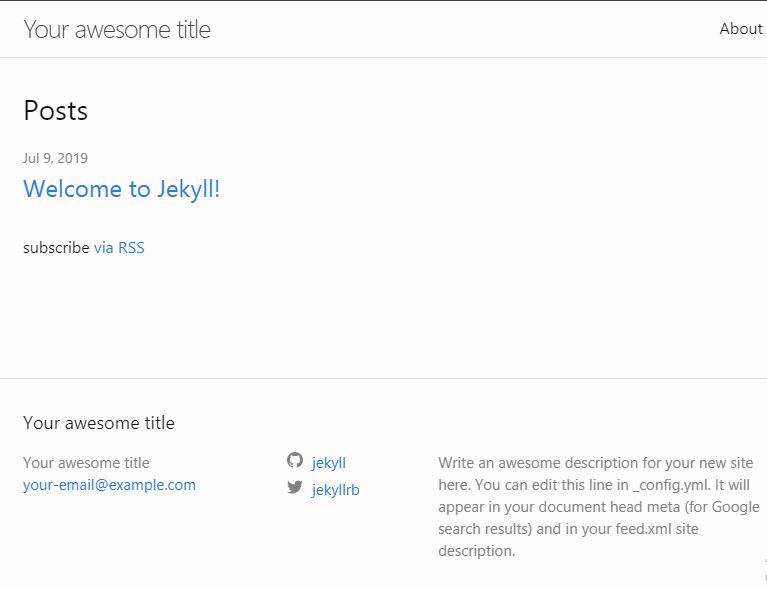 Your awesome title
About
Posts
Jul 9, 2019
Welcome to Jekyll!
subscribe via RSS
Your awesome title
Your awesome title
your-email@example.com
jekyll
jekyllrb
Write an awesome description for your new site
here. You can edit this line in _config.yml. It will
appear in your document head meta (for Google
search results) and in your feed.xml site
description.